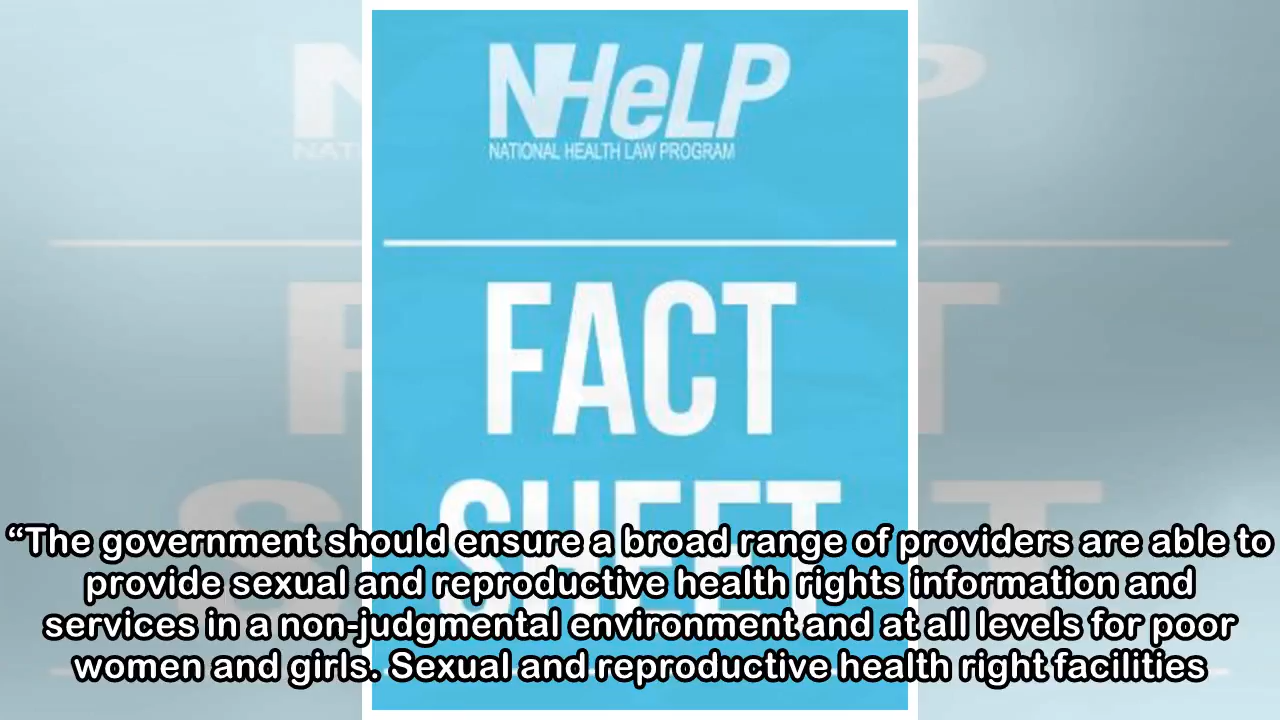 NHeLP
NATIONAL HEALTH LAW PROGRAM
FACT
SHEET
“The government should ensure a broad range of providers are able to
provide sexual and reproductive health rights information and
services in a non-judgmental environment and at all levels for poor
women and girls. Sexual and reproductive health right facilities